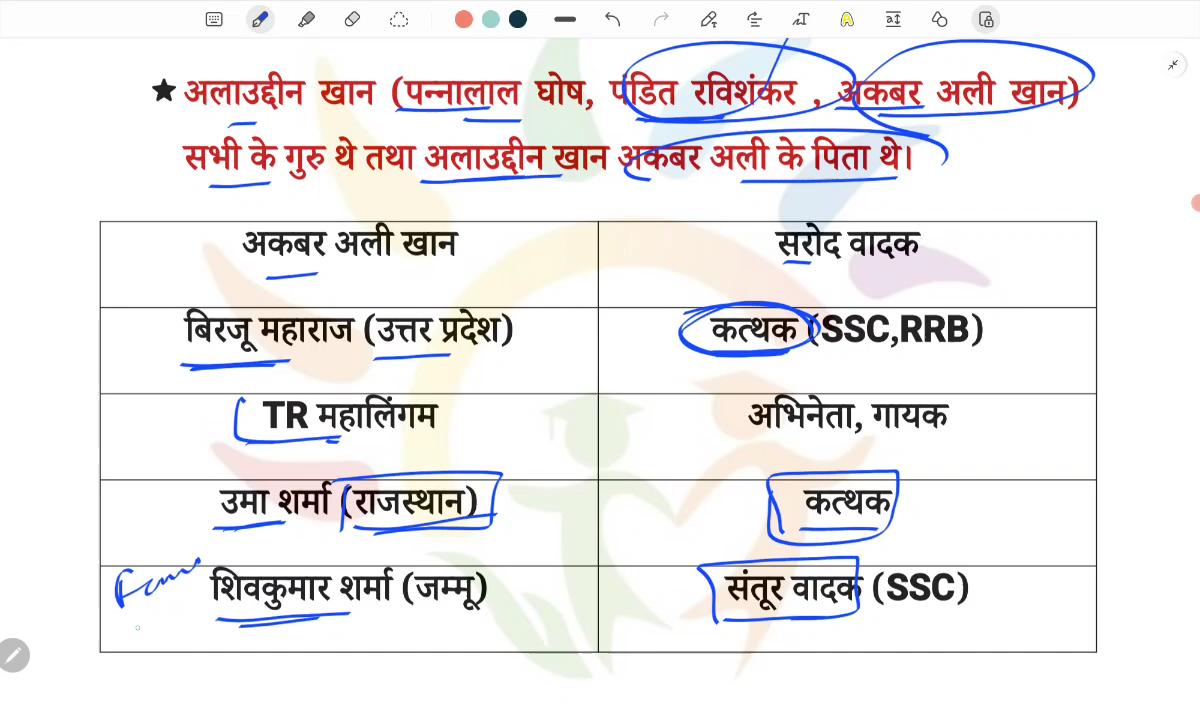 ★ अलाउद्दीन खान (पन्नालाल घोष, पंडित रविशंकर , अकबर अली खान)
सभी के गुरु थे तथा अलाउद्दीन खान अकबर अली के पिता थे।
अकबर अली खान सरोद वादक
बिरजू महाराज (उत्तर प्रदेश) कत्थक (SSC,RRB)
TR महालिंगम अभिनेता, गायक
उमा शर्मा (राजस्थान) कत्थक
शिवकुमार शर्मा (जम्मू) संतूर वादक (SSC)